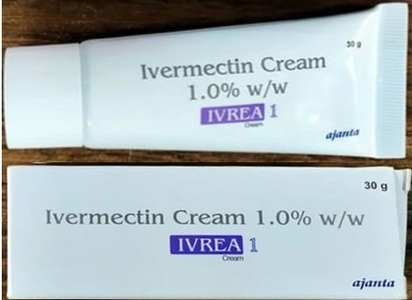 30 g
Ivermectin Cream
1.0% w/w
IVREA 1
Cream
ajanta
30 g
Ivermectin Cream 1.0% w/w
IVREA 1
Cream
ajanta